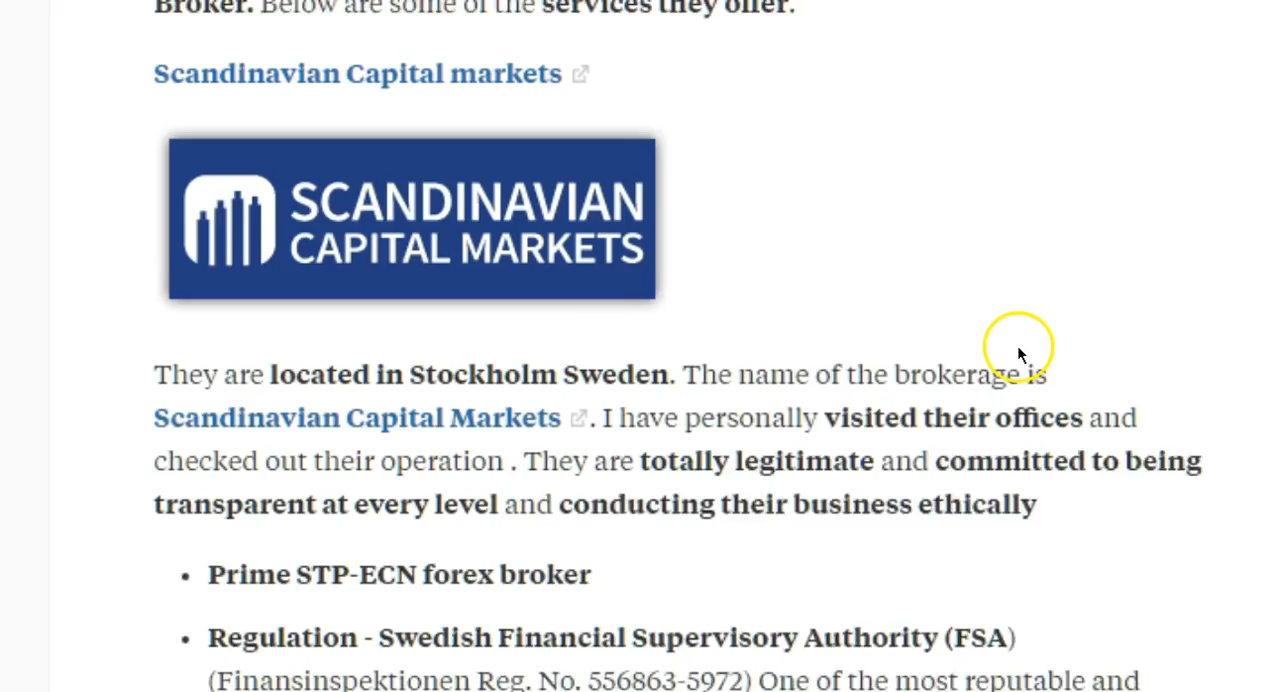 Broker. Below are some of the services they offer.
Scandinavian Capital markets
SCANDINAVIAN
CAPITAL MARKETS
They are located in Stockholm Sweden. The name of the brokerage is
Scandinavian Capital Markets . I have personally visited their offices and
checked out their operation . They are totally legitimate and committed to being
transparent at every level and conducting their business ethically
• Prime STP-ECN forex broker
• Regulation - Swedish Financial Supervisory Authority (FSA)
(Finansinspektionen Reg. No. 556863-5972) One of the most reputable and